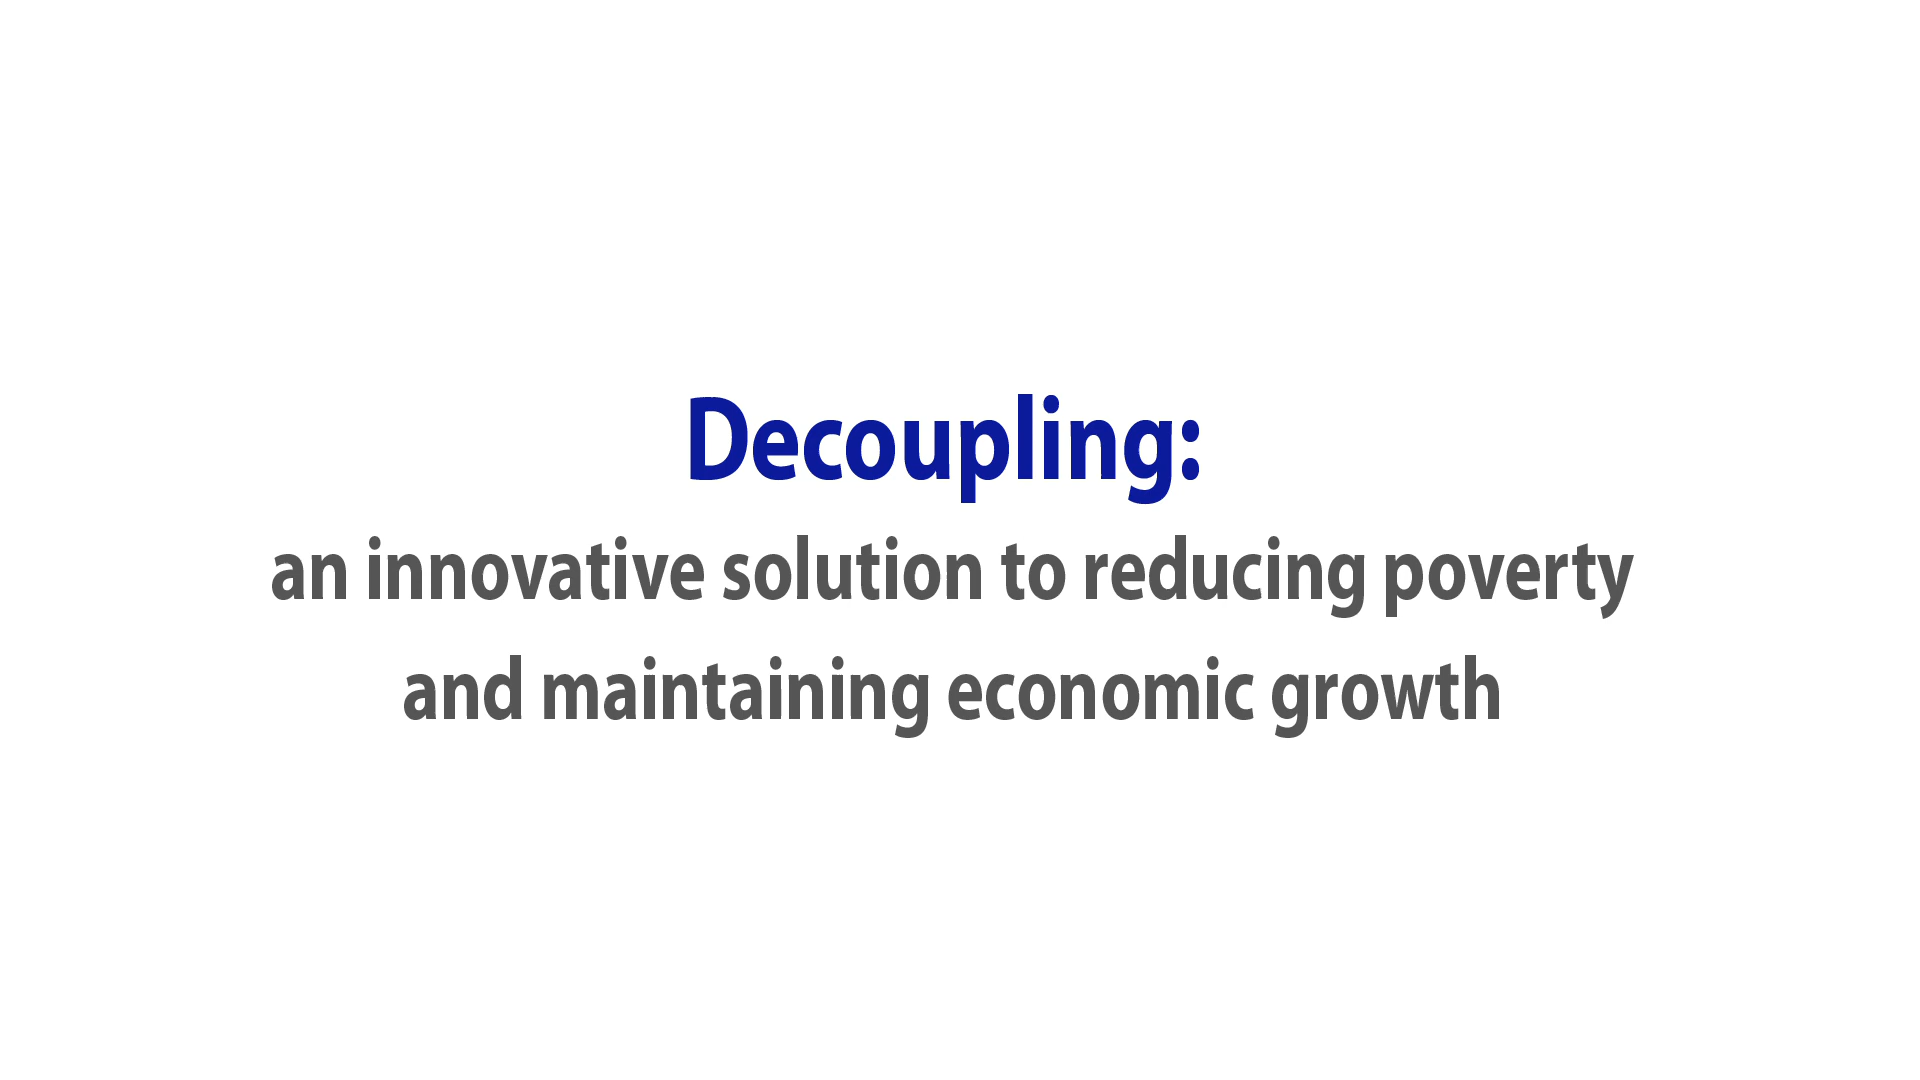 Decoupling:
an innovative solution to reducing poverty
and maintaining economic growth